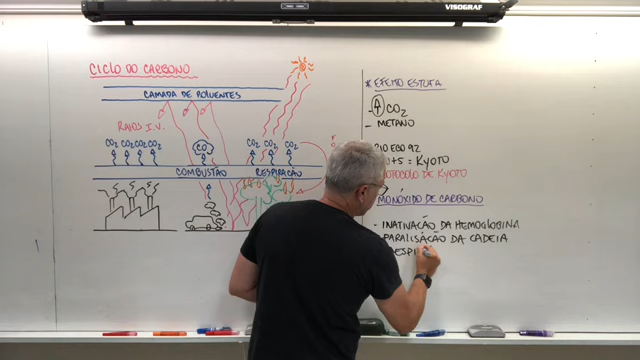 VISOGRAF
CICLO DO CARBONO
CAMADA DE POLUENTES
RAIOS I.V.
CO₂ CO₂ CO₂ CO₂
CO
CO₂ CO₂ CO₂
COMBUSTÃO
RESPIRAÇÃO
* EFEITO ESTUFA
- CO₂
- METANO
RIO ECO 92
+5 = KYOTO
PROTOCOLO DE KYOTO
MONÓXIDO DE CARBONO
- INATIVAÇÃO DA HEMOGLOBINA
- PARALISAÇÃO DA CADEIA
RESPI